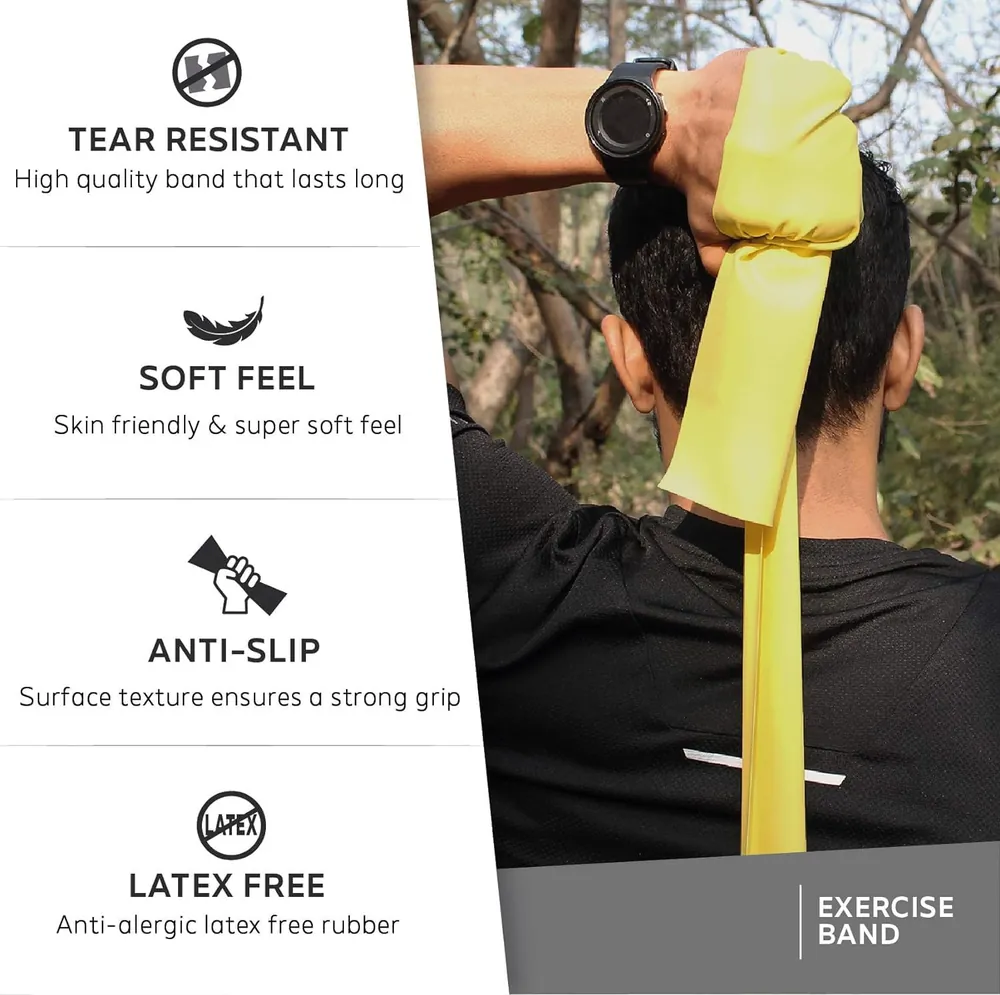 TEAR RESISTANT
High quality band that lasts long
SOFT FEEL
Skin friendly & super soft feel
ANTI-SLIP
Surface texture ensures a strong grip
LATEX
LATEX FREE
Anti-alergic latex free rubber
EXERCISE
BAND